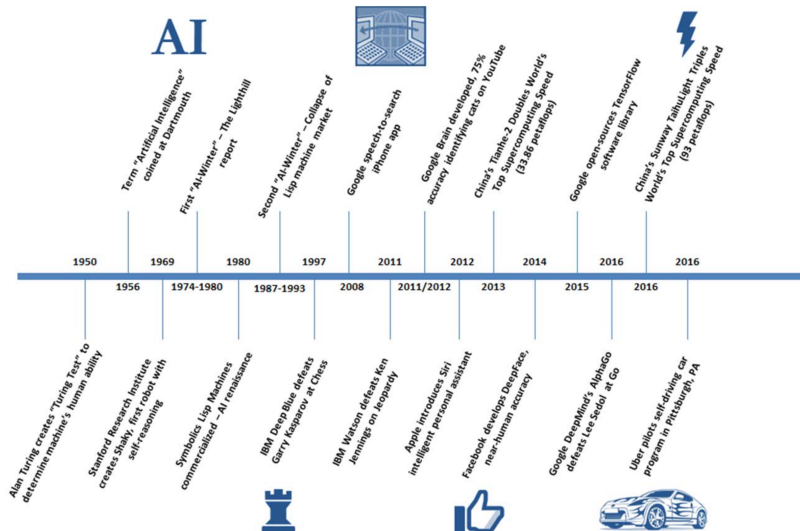 AI
Term “Artificial Intelligence”
coined at Dartmouth
First “AI-Winter” – The Lighthill
report
Second “AI-Winter” – Collapse of
Lisp machine market
Google speech-to-search
iPhone app
Google Brain developed, 75%
accuracy identifying cats on YouTube
China’s Tianhe-2 Doubles World’s
Top Supercomputing Speed
(33.86 petaflops)
Google open-sources TensorFlow
software library
China’s Sunway TaihuLight Triples
World’s Top Supercomputing Speed
(93 petaflops)
1950 1969 1980 1997 2011 2012 2014 2016 2016
1956 1974-1980 1987-1993 2008 2011/2012 2013 2015 2016
Alan Turing creates “Turing Test” to
determine machine’s human ability
Stanford Research Institute
creates Shaky, first robot with
self-reasoning
Symbolics Lisp Machines
commercialized – AI renaissance
IBM Deep Blue defeats
Garry Kasparov at Chess
IBM Watson defeats Ken
Jennings on Jeopardy
Apple introduces Siri
intelligent personal assistant
Facebook develops DeepFace,
near-human accuracy
Google DeepMind’s AlphaGo
defeats Lee Sedol at Go
Uber pilots self-driving car
program in Pittsburgh, PA